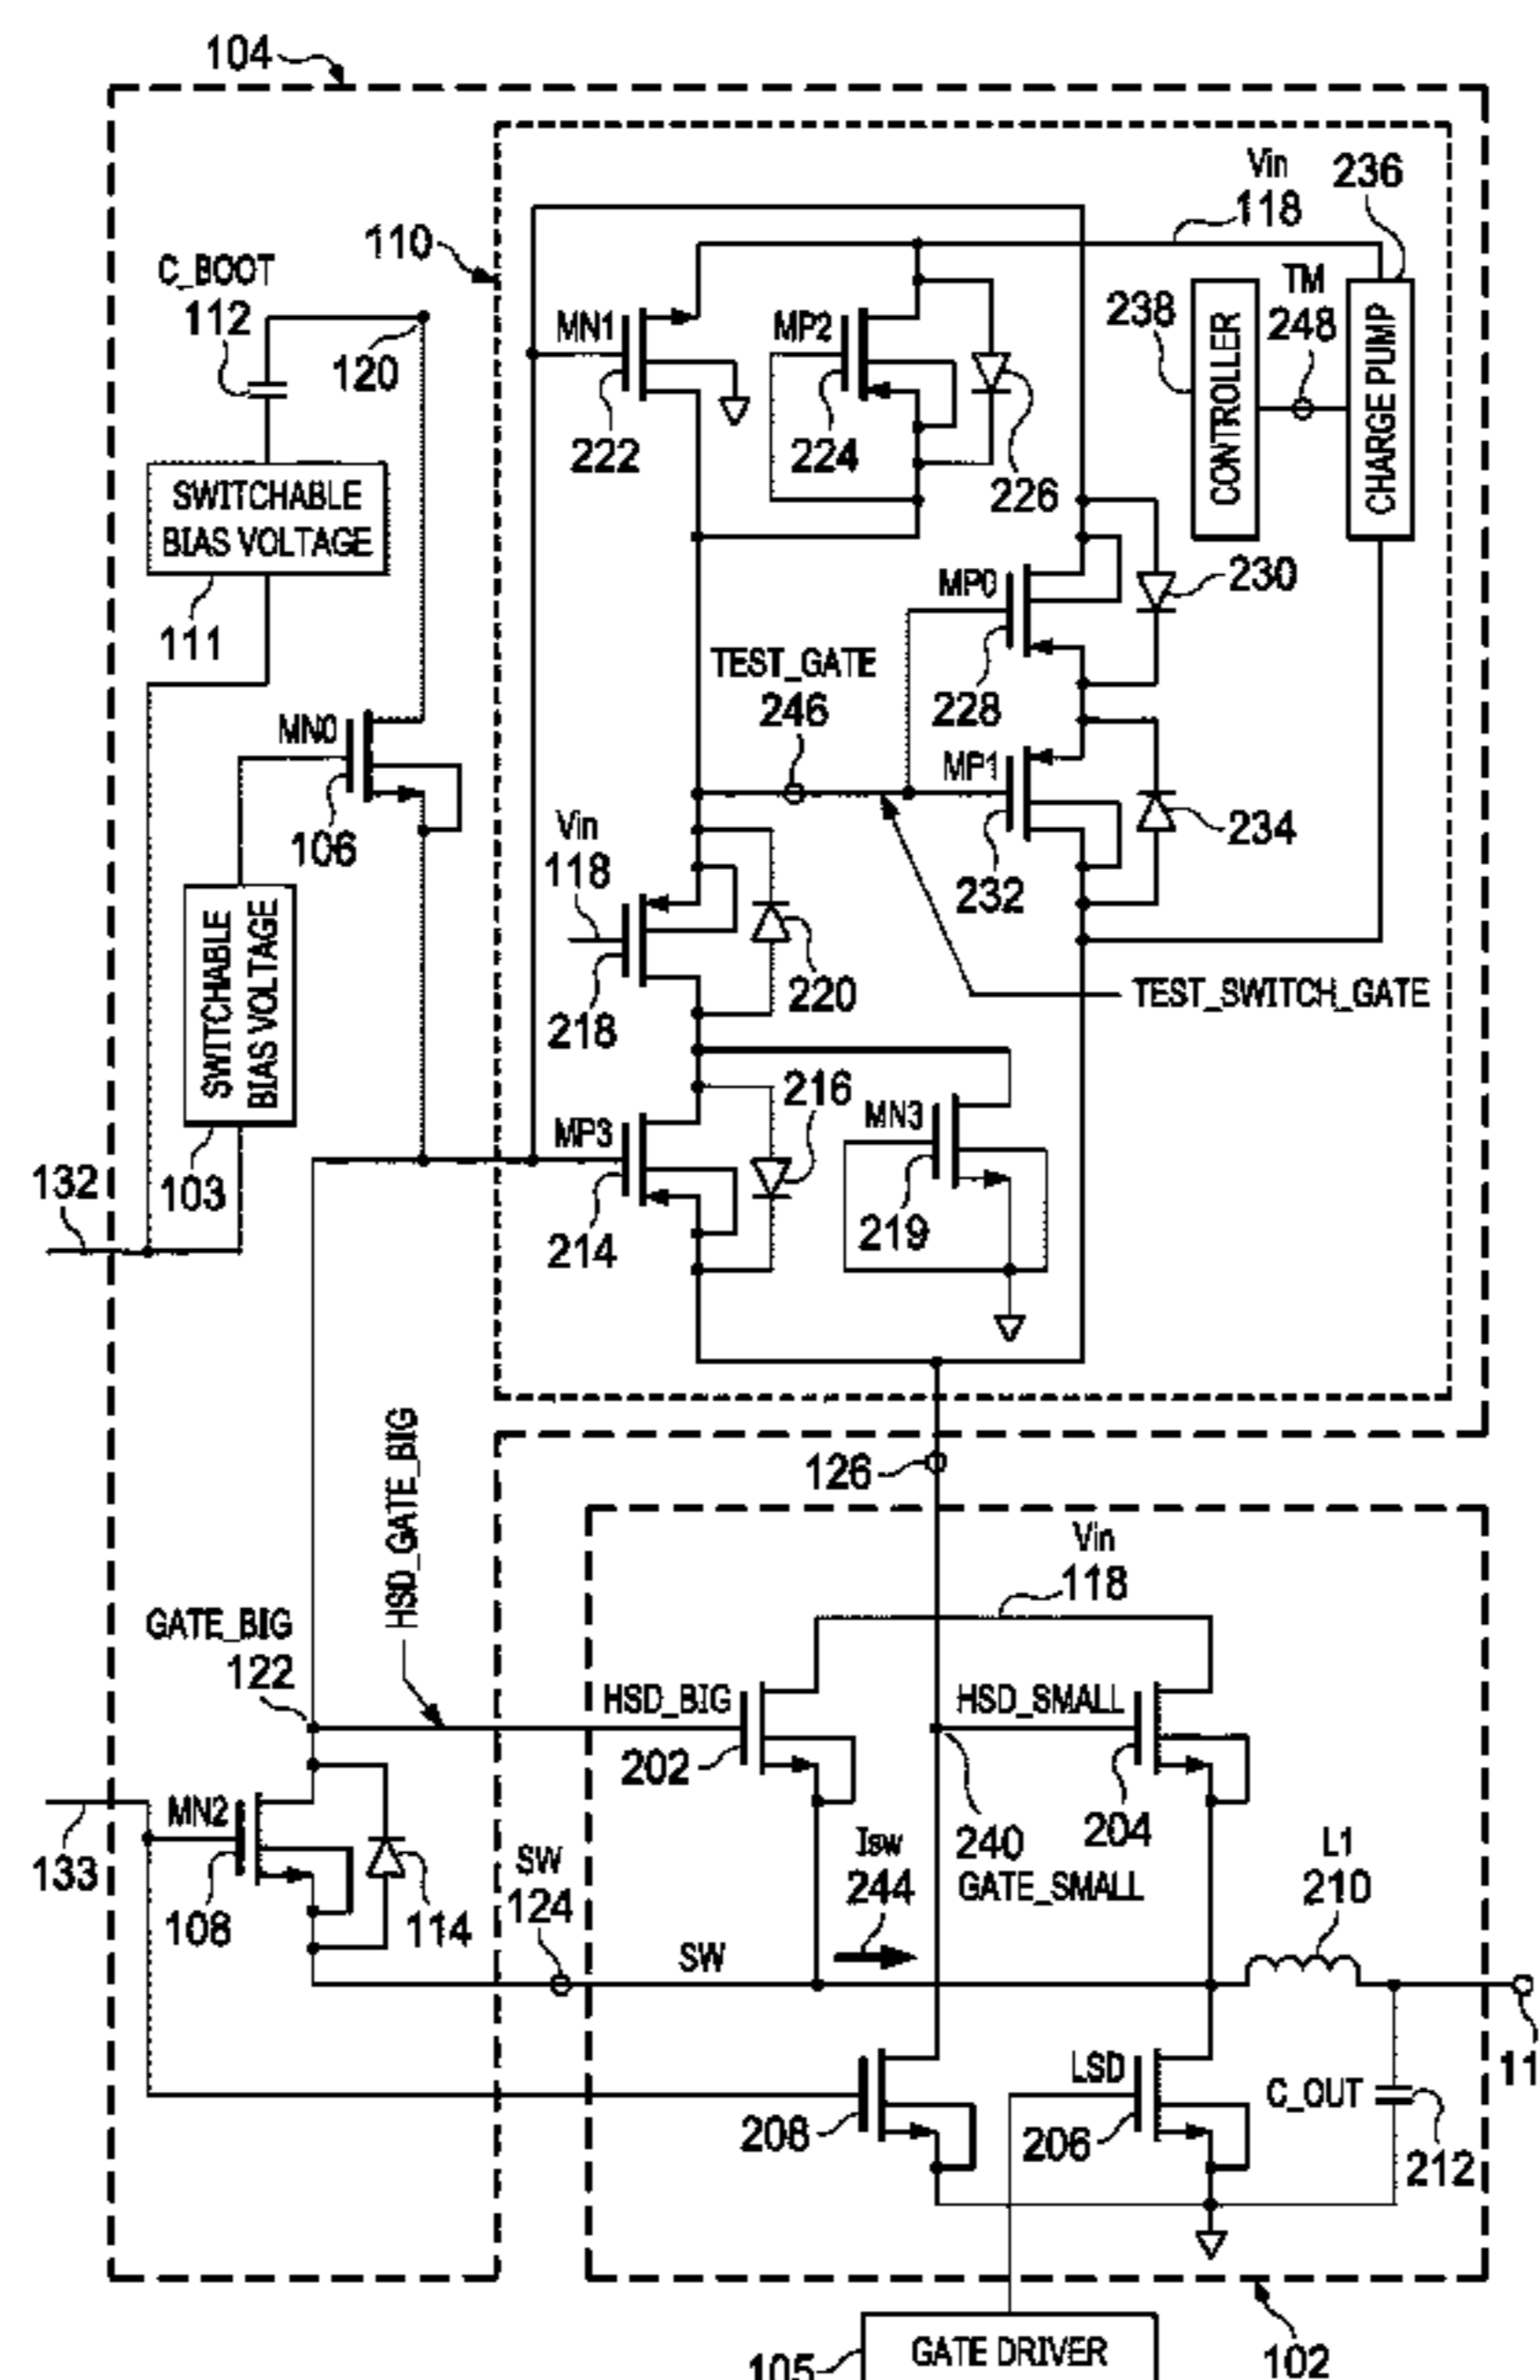 104
Vin
236
118
110
C_BOOT
112
120
MN1
222
MP2
224
226
238
TM
248
CONTROLLER
CHARGE PUMP
SWITCHABLE
BIAS VOLTAGE
111
MP0
228
230
TEST_GATE
246
MN0
106
MP1
232
234
Vin
118
218
220
TEST_SWITCH_GATE
SWITCHABLE
BIAS VOLTAGE
103
132
MP3
214
216
MN3
219
HSD_GATE_BIG
126
Vin
118
GATE_BIG
122
HSD_BIG
202
HSD_SMALL
204
240
GATE_SMALL
133
MN2
108
114
SW
124
Isw
244
SW
L1
210
11
208
LSD
206
C_OUT
212
105
GATE DRIVER
102